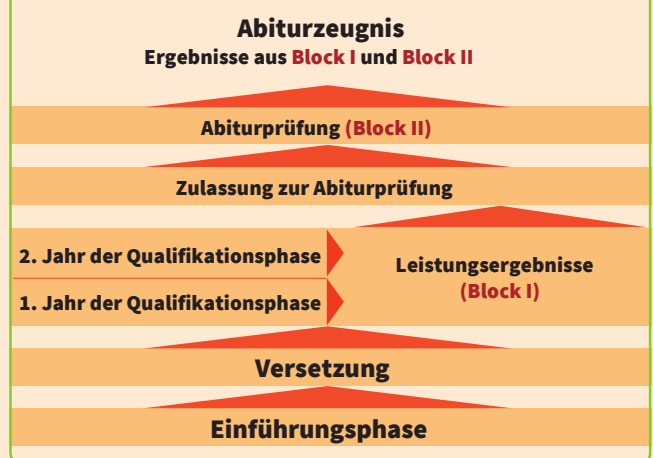 Abiturzeugnis
Ergebnisse aus Block I und Block II
Abiturprüfung (Block II)
Zulassung zur Abiturprüfung
2. Jahr der Qualifikationsphase
1. Jahr der Qualifikationsphase
Leistungsergebnisse
(Block I)
Versetzung
Einführungsphase